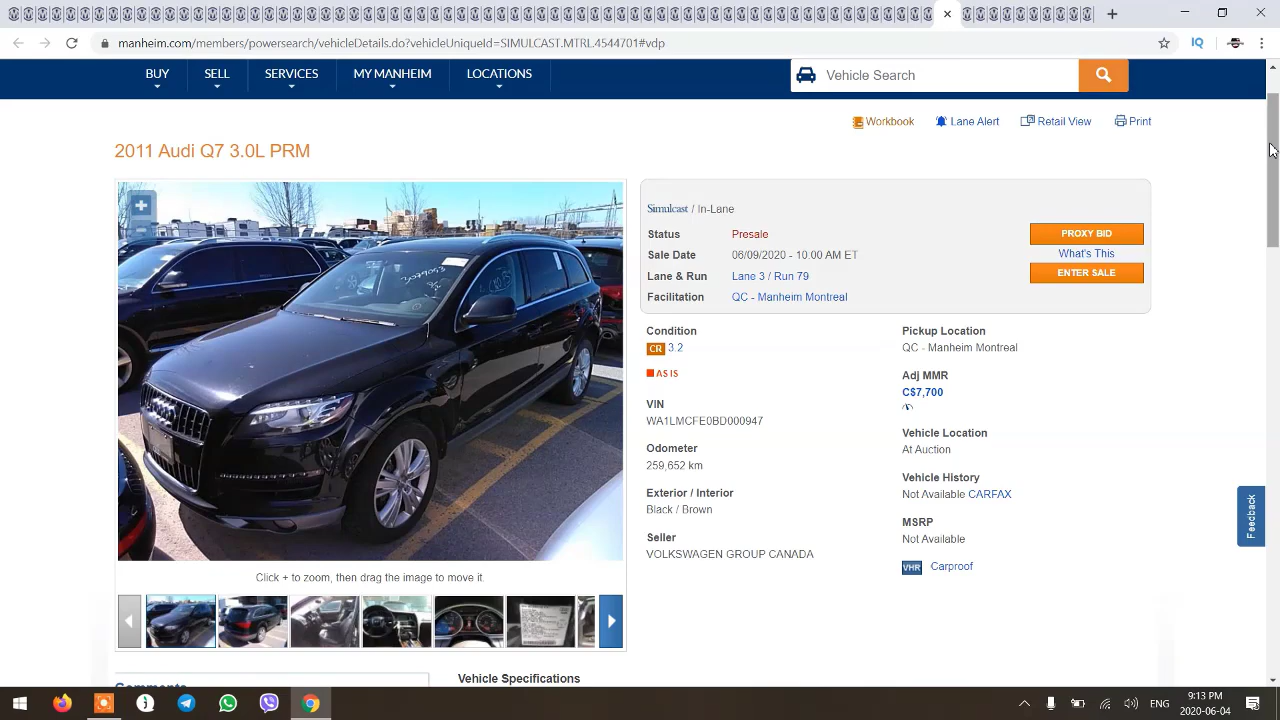 manheim.com/members/powersearch/vehicleDetails.do?vehicleUniqueId=SIMULCAST.MTRL.4544701#vdp
BUY
SELL
SERVICES
MY MANHEIM
LOCATIONS
Vehicle Search
Workbook
Lane Alert
Retail View
Print
2011 Audi Q7 3.0L PRM
Simulcast / In-Lane
Status Presale
Sale Date 06/09/2020 - 10:00 AM ET
Lane & Run Lane 3 / Run 79
Facilitation QC - Manheim Montreal
PROXY BID
What's This
ENTER SALE
Condition
CR 3.2
AS IS
VIN
WA1LMCFE0BD000947
Odometer
259,652 km
Exterior / Interior
Black / Brown
Seller
VOLKSWAGEN GROUP CANADA
Pickup Location
QC - Manheim Montreal
Adj MMR
C$7,700
Vehicle Location
At Auction
Vehicle History
Not Available CARFAX
MSRP
Not Available
VHR Carproof
Feedback
Click + to zoom, then drag the image to move it.
Comments
Vehicle Specifications
ENG
9:13 PM
2020-06-04